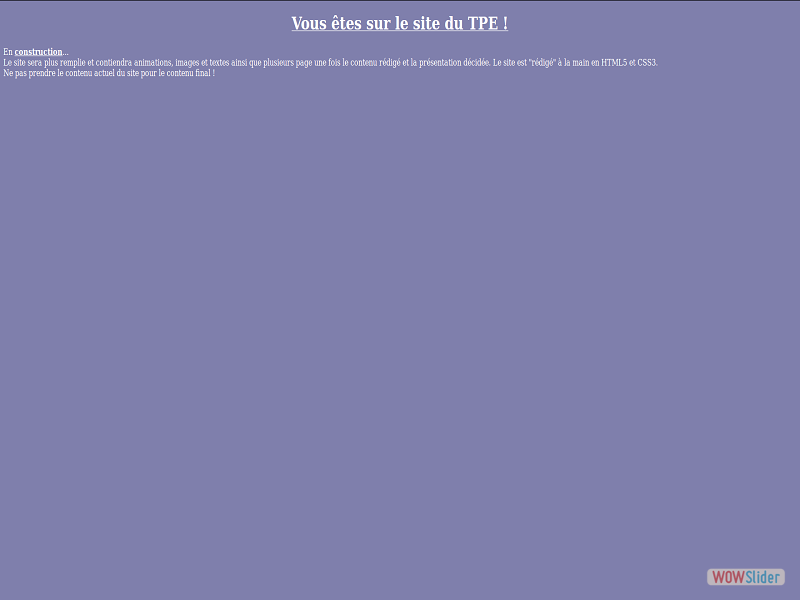 Vous êtes sur le site du TPE !
En construction...
Le site sera plus remplie et contiendra animations, images et textes ainsi que plusieurs page une fois le contenu rédigé et la présentation décidée. Le site est "rédigé" à la main en HTML5 et CSS3.
Ne pas prendre le contenu actuel du site pour le contenu final !
WOWSlider